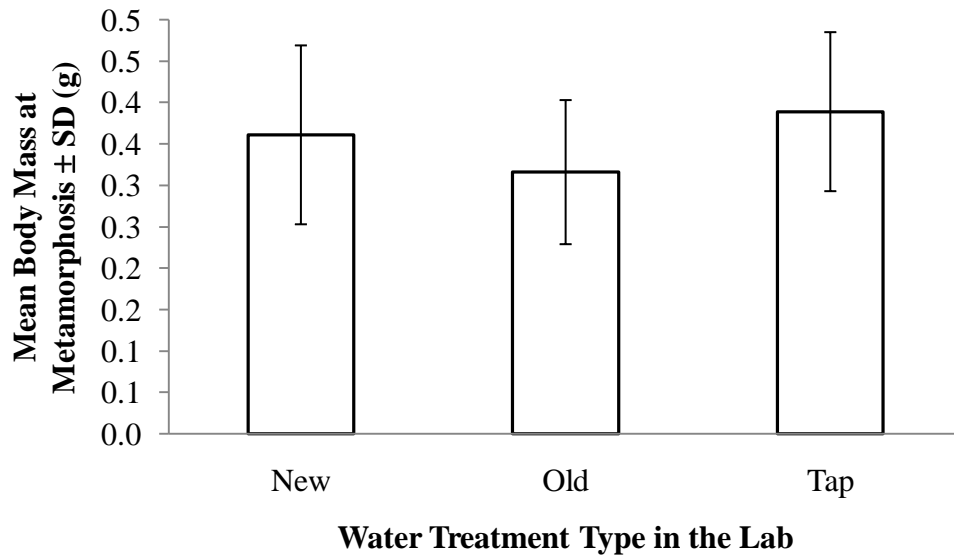 Mean Body Mass at
Metamorphosis ± SD (g)
0.5
0.5
0.4
0.4
0.3
0.3
0.2
0.2
0.1
0.1
0.0
New Old Tap
Water Treatment Type in the Lab